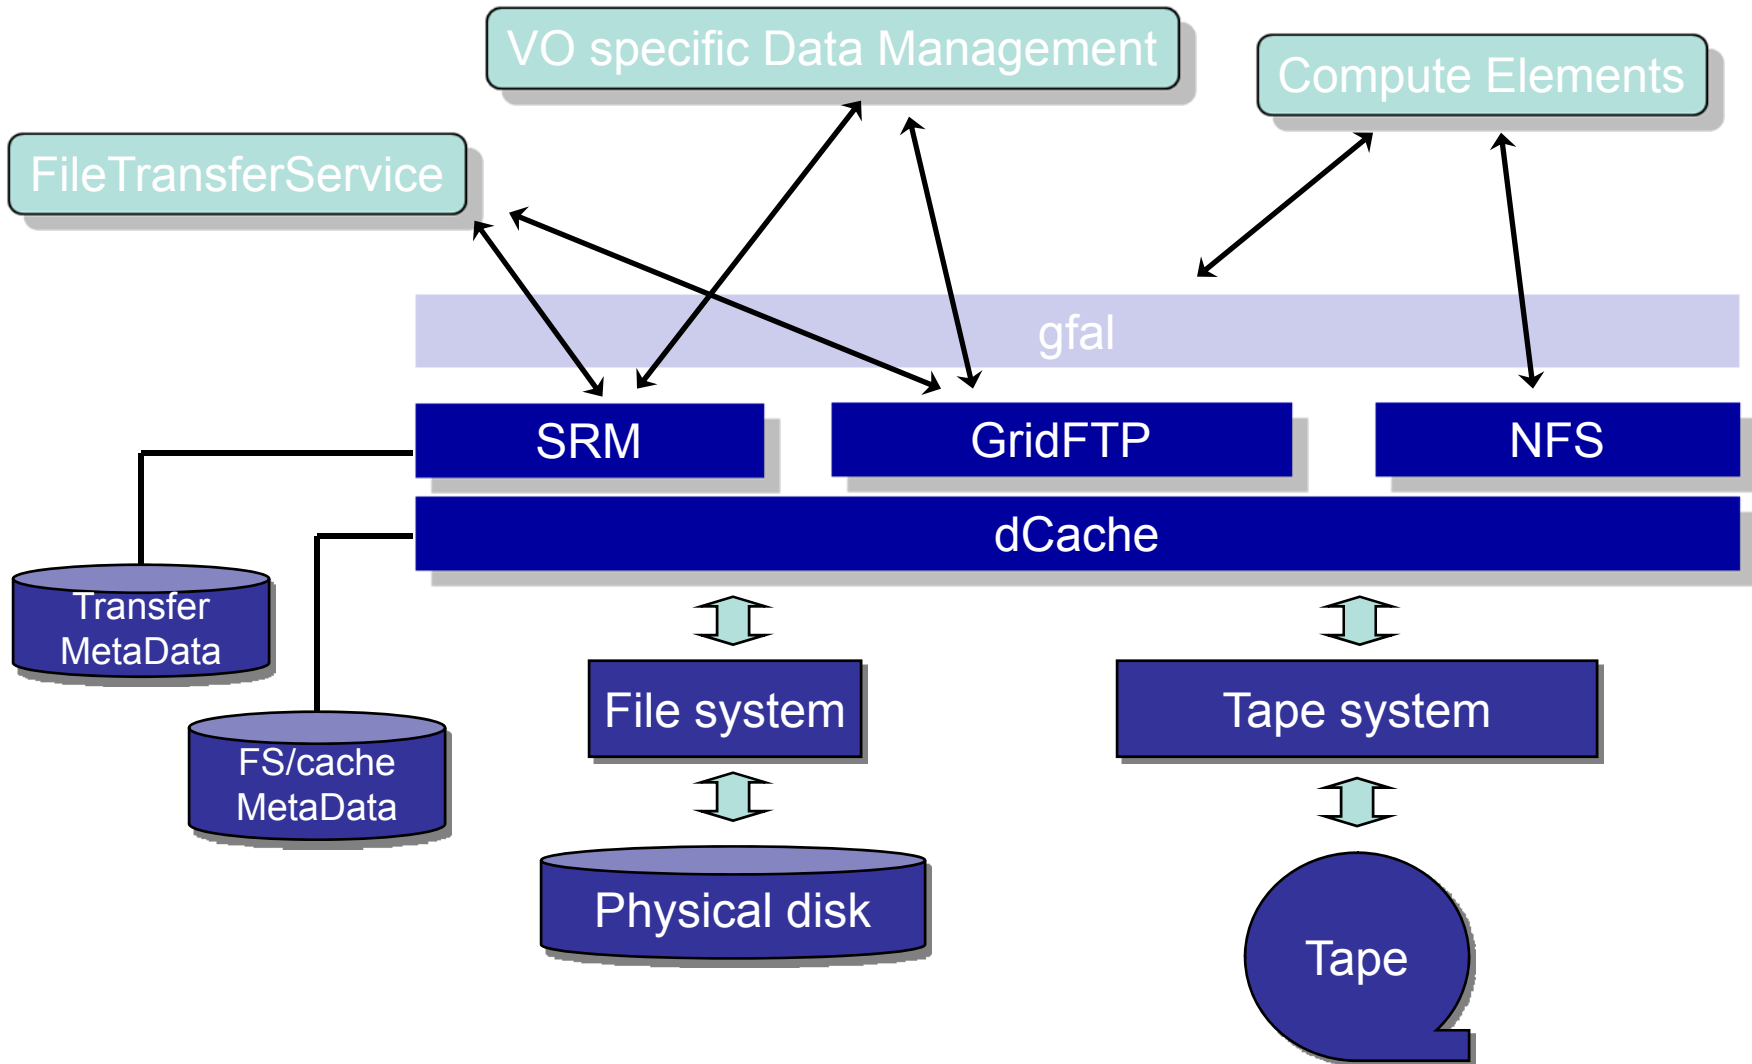 VO specific Data Management
Compute Elements
FileTransferService
gfal
SRM
GridFTP
NFS
dCache
Transfer
MetaData
File system
Tape system
FS/cache
MetaData
Physical disk
Tape